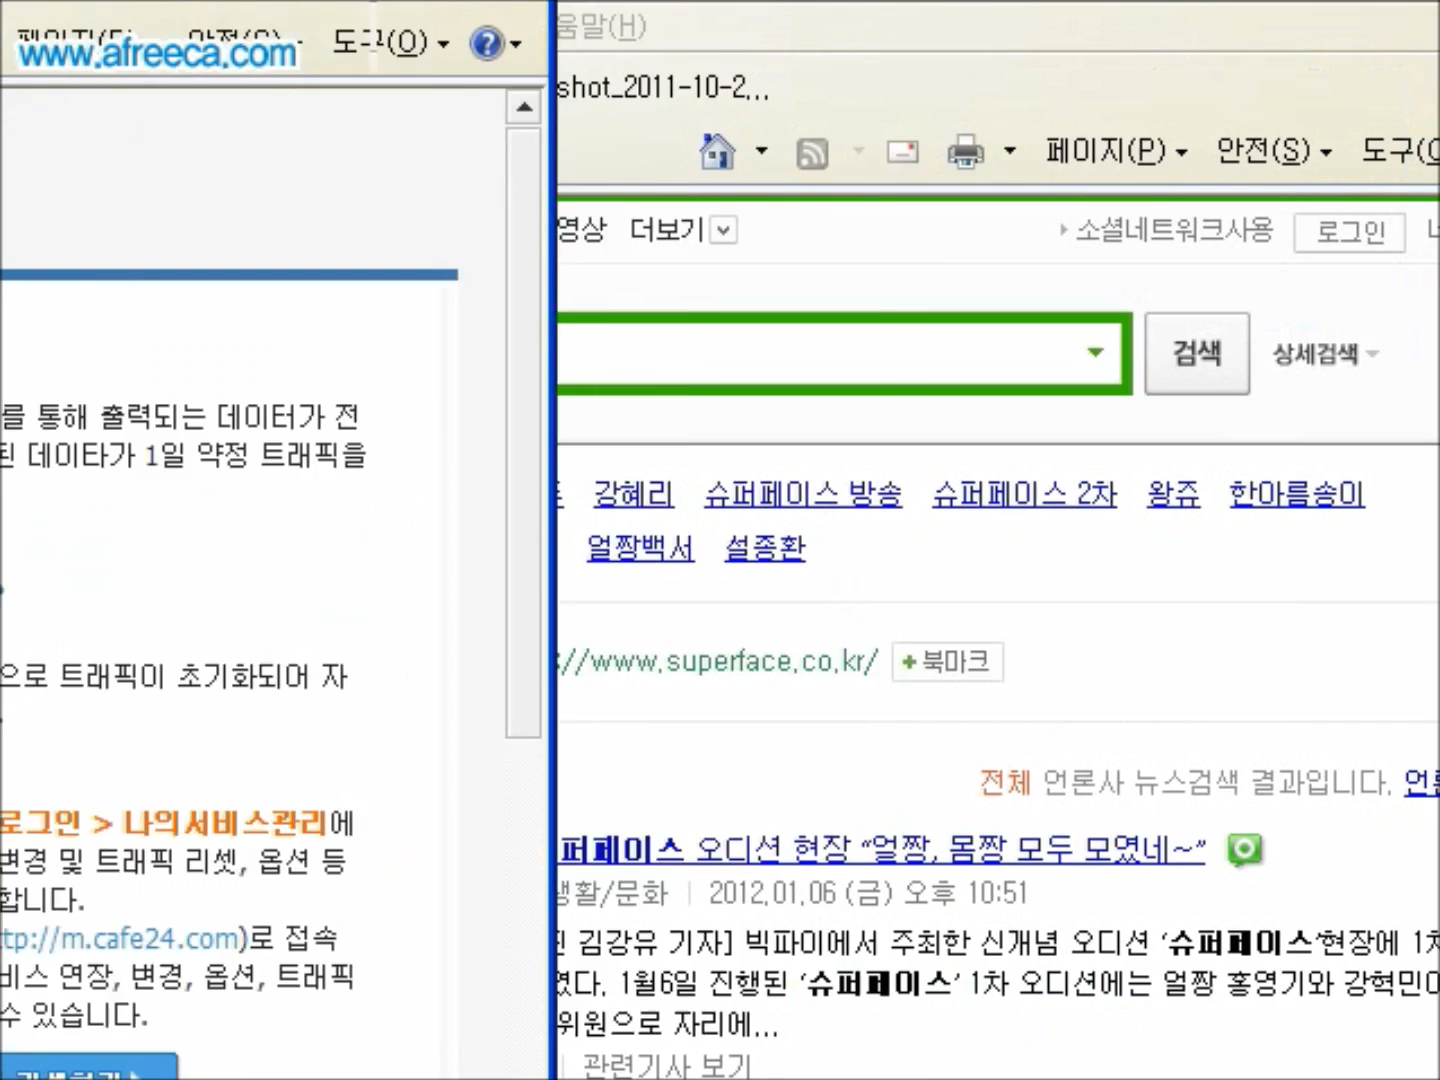 www.afreeca.com
도구(O)
를 통해 출력되는 데이터가 전
된 데이타가 1일 약정 트래픽을
으로 트래픽이 초기화되어 자
로그인 > 나의서비스관리에
변경 및 트래픽 리셋, 옵션 등
합니다.
tp://m.cafe24.com)로 접속
비스 연장, 변경, 옵션, 트래픽
수 있습니다.
움말(H)
shot_2011-10-2...
페이지(P) 안전(S) 도구(O
영상 더보기 소셜네트워크사용 로그인
검색 상세검색
강혜리 슈퍼페이스 방송 슈퍼페이스 2차 왕쥬 한아름송이
얼짱백서 설종환
://www.superface.co.kr/ +북마크
전체 언론사 뉴스검색 결과입니다. 언
퍼페이스 오디션 현장 “얼짱, 몸짱 모두 모였네~”
생활/문화 | 2012.01.06 (금) 오후 10:51
김강유 기자] 빅파이에서 주최한 신개념 오디션 ‘슈퍼페이스’현장에 1차
였다. 1월6일 진행된 ‘슈퍼페이스’ 1차 오디션에는 얼짱 홍영기와 강혁민이
위원으로 자리에...
관련기사 보기